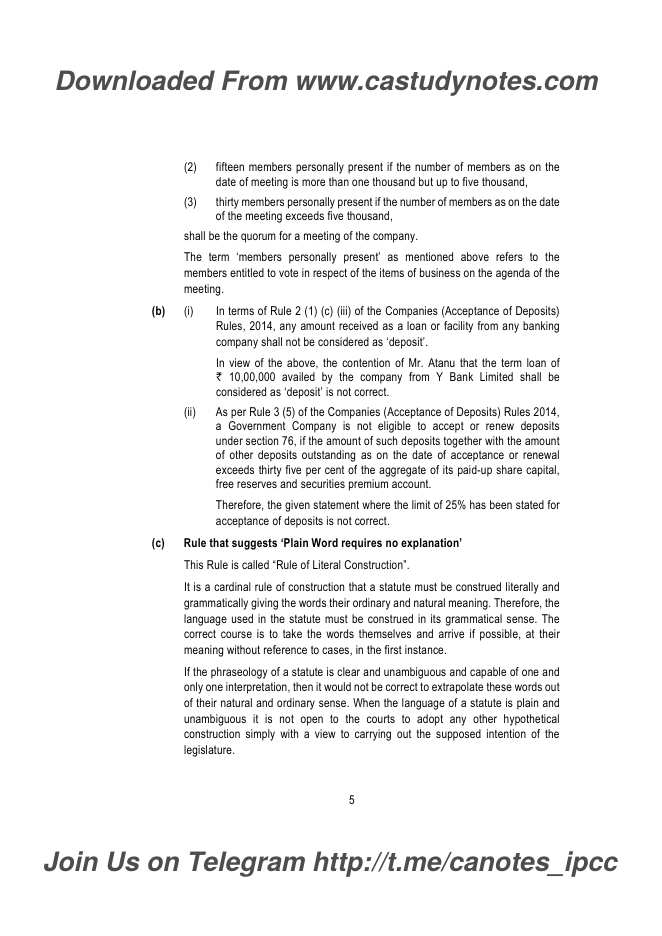 Downloaded From www.castudynotes.com
(2) fifteen members personally present if the number of members as on the
date of meeting is more than one thousand but up to five thousand,
(3) thirty members personally present if the number of members as on the date
of the meeting exceeds five thousand,
shall be the quorum for a meeting of the company.
The term ‘members personally present’ as mentioned above refers to the
members entitled to vote in respect of the items of business on the agenda of the
meeting.
(b) (i) In terms of Rule 2 (1) (c) (iii) of the Companies (Acceptance of Deposits)
Rules, 2014, any amount received as a loan or facility from any banking
company shall not be considered as ‘deposit’.
In view of the above, the contention of Mr. Atanu that the term loan of
₹ 10,00,000 availed by the company from Y Bank Limited shall be
considered as ‘deposit’ is not correct.
(ii) As per Rule 3 (5) of the Companies (Acceptance of Deposits) Rules 2014,
a Government Company is not eligible to accept or renew deposits
under section 76, if the amount of such deposits together with the amount
of other deposits outstanding as on the date of acceptance or renewal
exceeds thirty five per cent of the aggregate of its paid-up share capital,
free reserves and securities premium account.
Therefore, the given statement where the limit of 25% has been stated for
acceptance of deposits is not correct.
(c) Rule that suggests ‘Plain Word requires no explanation’
This Rule is called “Rule of Literal Construction”.
It is a cardinal rule of construction that a statute must be construed literally and
grammatically giving the words their ordinary and natural meaning. Therefore, the
language used in the statute must be construed in its grammatical sense. The
correct course is to take the words themselves and arrive if possible, at their
meaning without reference to cases, in the first instance.
If the phraseology of a statute is clear and unambiguous and capable of one and
only one interpretation, then it would not be correct to extrapolate these words out
of their natural and ordinary sense. When the language of a statute is plain and
unambiguous it is not open to the courts to adopt any other hypothetical
construction simply with a view to carrying out the supposed intention of the
legislature.
5
Join Us on Telegram http://t.me/canotes_ipcc